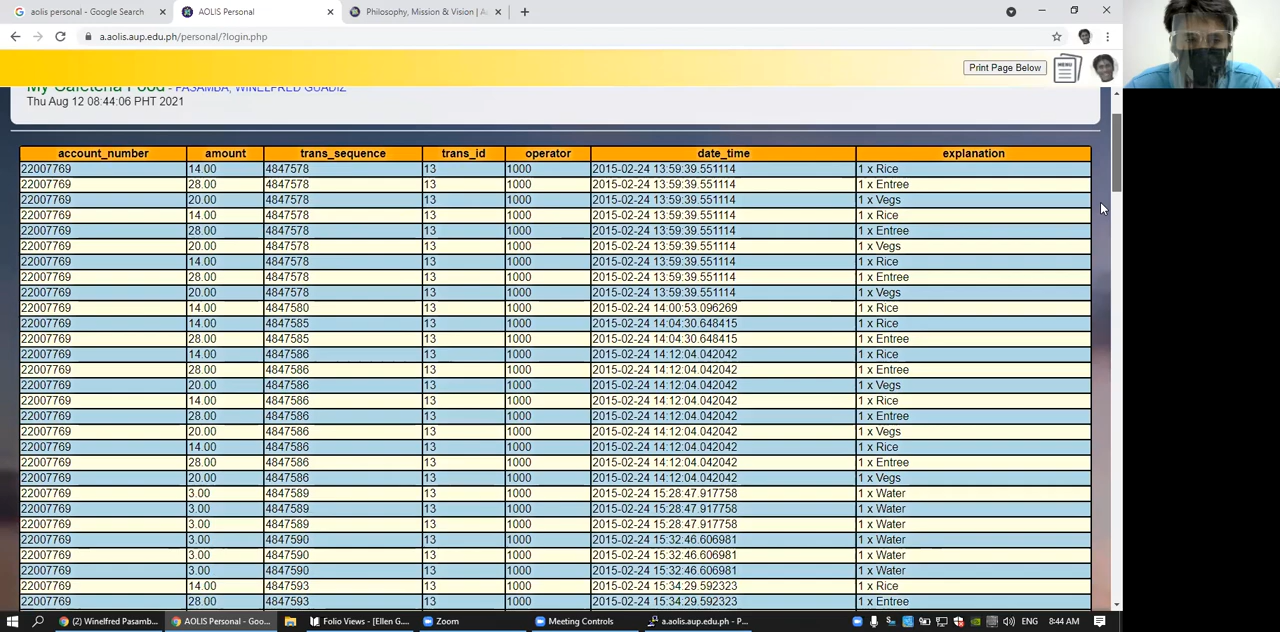 aolis personal - Google Search
AOLIS Personal
Philosophy, Mission & Vision | Ac
a.aolis.aup.edu.ph/personal/?login.php
Print Page Below
MENU
My Cafeteria Food - PASAMBA, WINELFRED GUADIZ
Thu Aug 12 08:44:06 PHT 2021
account_number amount trans_sequence trans_id operator date_time explanation
22007769 14.00 4847578 13 1000 2015-02-24 13:59:39.551114 1 x Rice
22007769 28.00 4847578 13 1000 2015-02-24 13:59:39.551114 1 x Entree
22007769 20.00 4847578 13 1000 2015-02-24 13:59:39.551114 1 x Vegs
22007769 14.00 4847578 13 1000 2015-02-24 13:59:39.551114 1 x Rice
22007769 28.00 4847578 13 1000 2015-02-24 13:59:39.551114 1 x Entree
22007769 20.00 4847578 13 1000 2015-02-24 13:59:39.551114 1 x Vegs
22007769 14.00 4847578 13 1000 2015-02-24 13:59:39.551114 1 x Rice
22007769 28.00 4847578 13 1000 2015-02-24 13:59:39.551114 1 x Entree
22007769 20.00 4847578 13 1000 2015-02-24 13:59:39.551114 1 x Vegs
22007769 14.00 4847580 13 1000 2015-02-24 14:00:53.096269 1 x Rice
22007769 14.00 4847585 13 1000 2015-02-24 14:04:30.648415 1 x Rice
22007769 28.00 4847585 13 1000 2015-02-24 14:04:30.648415 1 x Entree
22007769 14.00 4847586 13 1000 2015-02-24 14:12:04.042042 1 x Rice
22007769 28.00 4847586 13 1000 2015-02-24 14:12:04.042042 1 x Entree
22007769 20.00 4847586 13 1000 2015-02-24 14:12:04.042042 1 x Vegs
22007769 14.00 4847586 13 1000 2015-02-24 14:12:04.042042 1 x Rice
22007769 28.00 4847586 13 1000 2015-02-24 14:12:04.042042 1 x Entree
22007769 20.00 4847586 13 1000 2015-02-24 14:12:04.042042 1 x Vegs
22007769 14.00 4847586 13 1000 2015-02-24 14:12:04.042042 1 x Rice
22007769 28.00 4847586 13 1000 2015-02-24 14:12:04.042042 1 x Entree
22007769 20.00 4847586 13 1000 2015-02-24 14:12:04.042042 1 x Vegs
22007769 3.00 4847589 13 1000 2015-02-24 15:28:47.917758 1 x Water
22007769 3.00 4847589 13 1000 2015-02-24 15:28:47.917758 1 x Water
22007769 3.00 4847589 13 1000 2015-02-24 15:28:47.917758 1 x Water
22007769 3.00 4847590 13 1000 2015-02-24 15:32:46.606981 1 x Water
22007769 3.00 4847590 13 1000 2015-02-24 15:32:46.606981 1 x Water
22007769 3.00 4847590 13 1000 2015-02-24 15:32:46.606981 1 x Water
22007769 14.00 4847593 13 1000 2015-02-24 15:34:29.592323 1 x Rice
22007769 28.00 4847593 13 1000 2015-02-24 15:34:29.592323 1 x Entree
(2) Winelfred Pasamb... AOLIS Personal - Goo... Folio Views - [Ellen G... Zoom Meeting Controls a.aolis.aup.edu.ph - P... ENG 8:44 AM